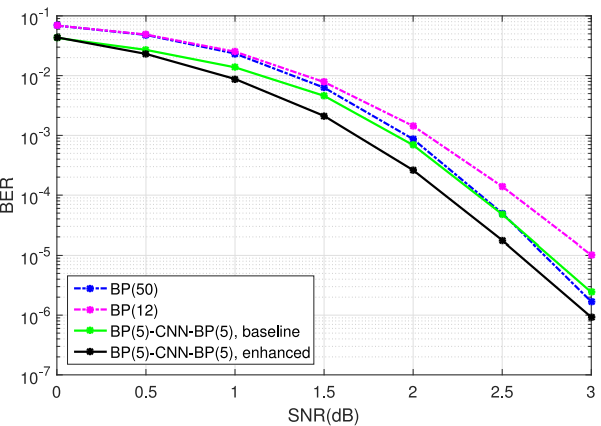 10^-1
10^-2
10^-3
10^-4
10^-5
10^-6
10^-7
BER
BP(50)
BP(12)
BP(5)-CNN-BP(5), baseline
BP(5)-CNN-BP(5), enhanced
0 0.5 1 1.5 2 2.5 3
SNR(dB)